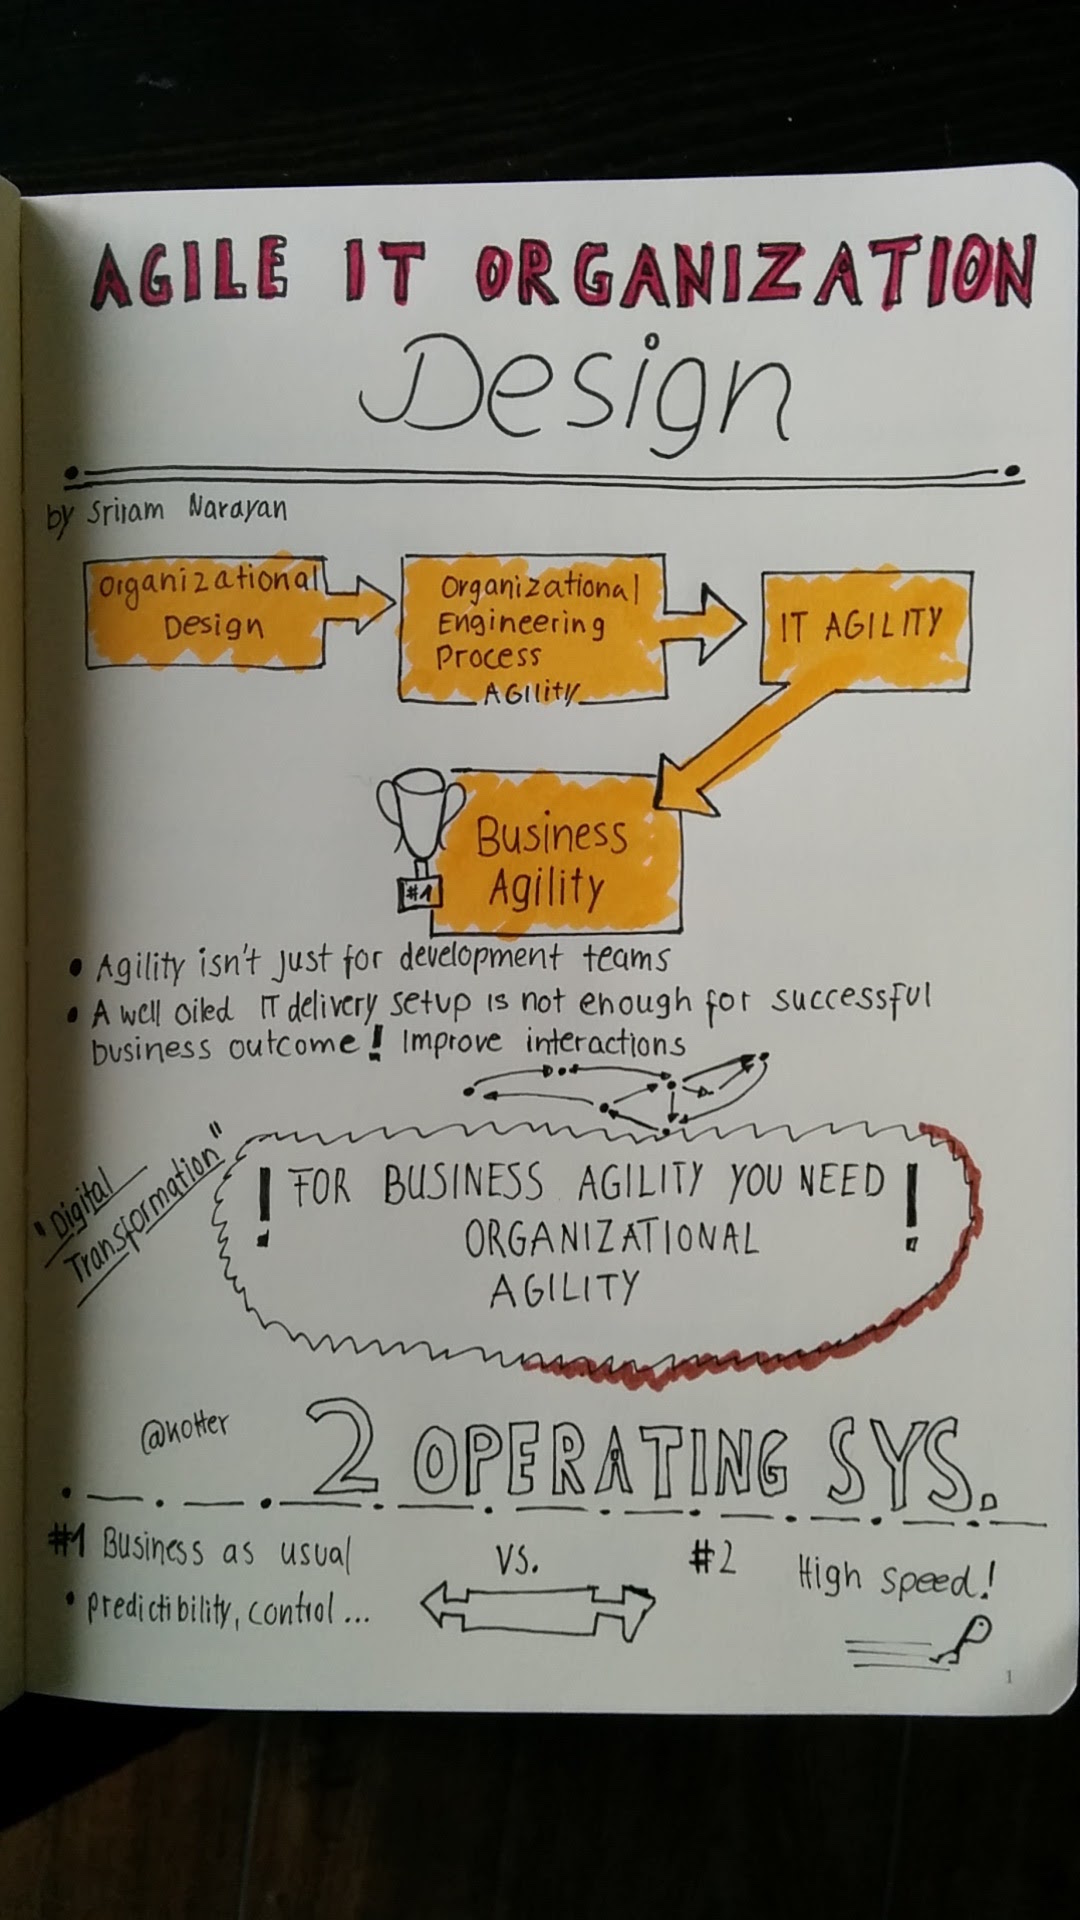 AGILE IT ORGANIZATION
Design
by Sriram Narayan
Organizational
Design
Organizational
Engineering
Process
AGility
IT AGILITY
#1
Business
Agility
• Agility isn't just for development teams
• A well oiled IT delivery setup is not enough for successful
business outcome! Improve interactions
"Digital
Transformation"
! FOR BUSINESS AGILITY YOU NEED !
ORGANIZATIONAL
AGILITY
@kotter
2 OPERATING SYS.
#1 Business as usual vs. #2 High speed!
• predictibility, control...
1